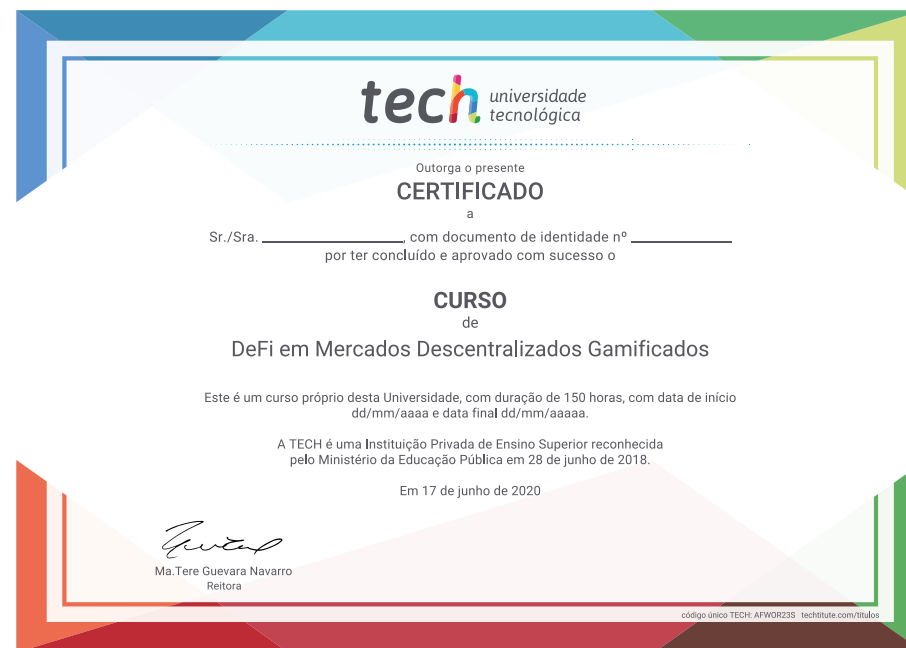 tech universidade
tecnológica
Outorga o presente
CERTIFICADO
a
Sr./Sra. ____________________, com documento de identidade nº ______________
por ter concluído e aprovado com sucesso o
CURSO
de
DeFi em Mercados Descentralizados Gamificados
Este é um curso próprio desta Universidade, com duração de 150 horas, com data de início
dd/mm/aaaa e data final dd/mm/aaaaa.
A TECH é uma Instituição Privada de Ensino Superior reconhecida
pelo Ministério da Educação Pública em 28 de junho de 2018.
Em 17 de junho de 2020
Ma.Tere Guevara Navarro
Reitora
código único TECH: AFWOR23S techtitute.com/titulos